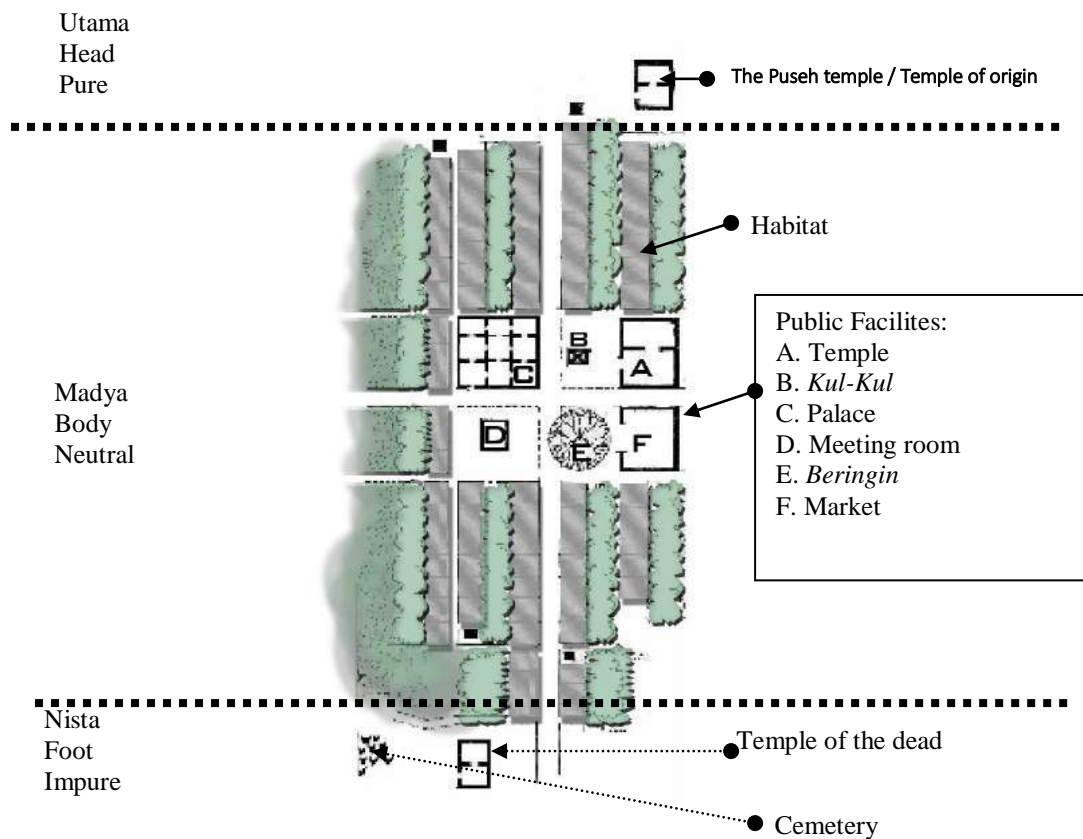 Utama
Head
Pure
The Puseh temple / Temple of origin
Habitat
Public Facilites:
A. Temple
B. Kul-Kul
C. Palace
D. Meeting room
E. Beringin
F. Market
B
A
C
D
E
F
Madya
Body
Neutral
Nista
Foot
Impure
Temple of the dead
Cemetery